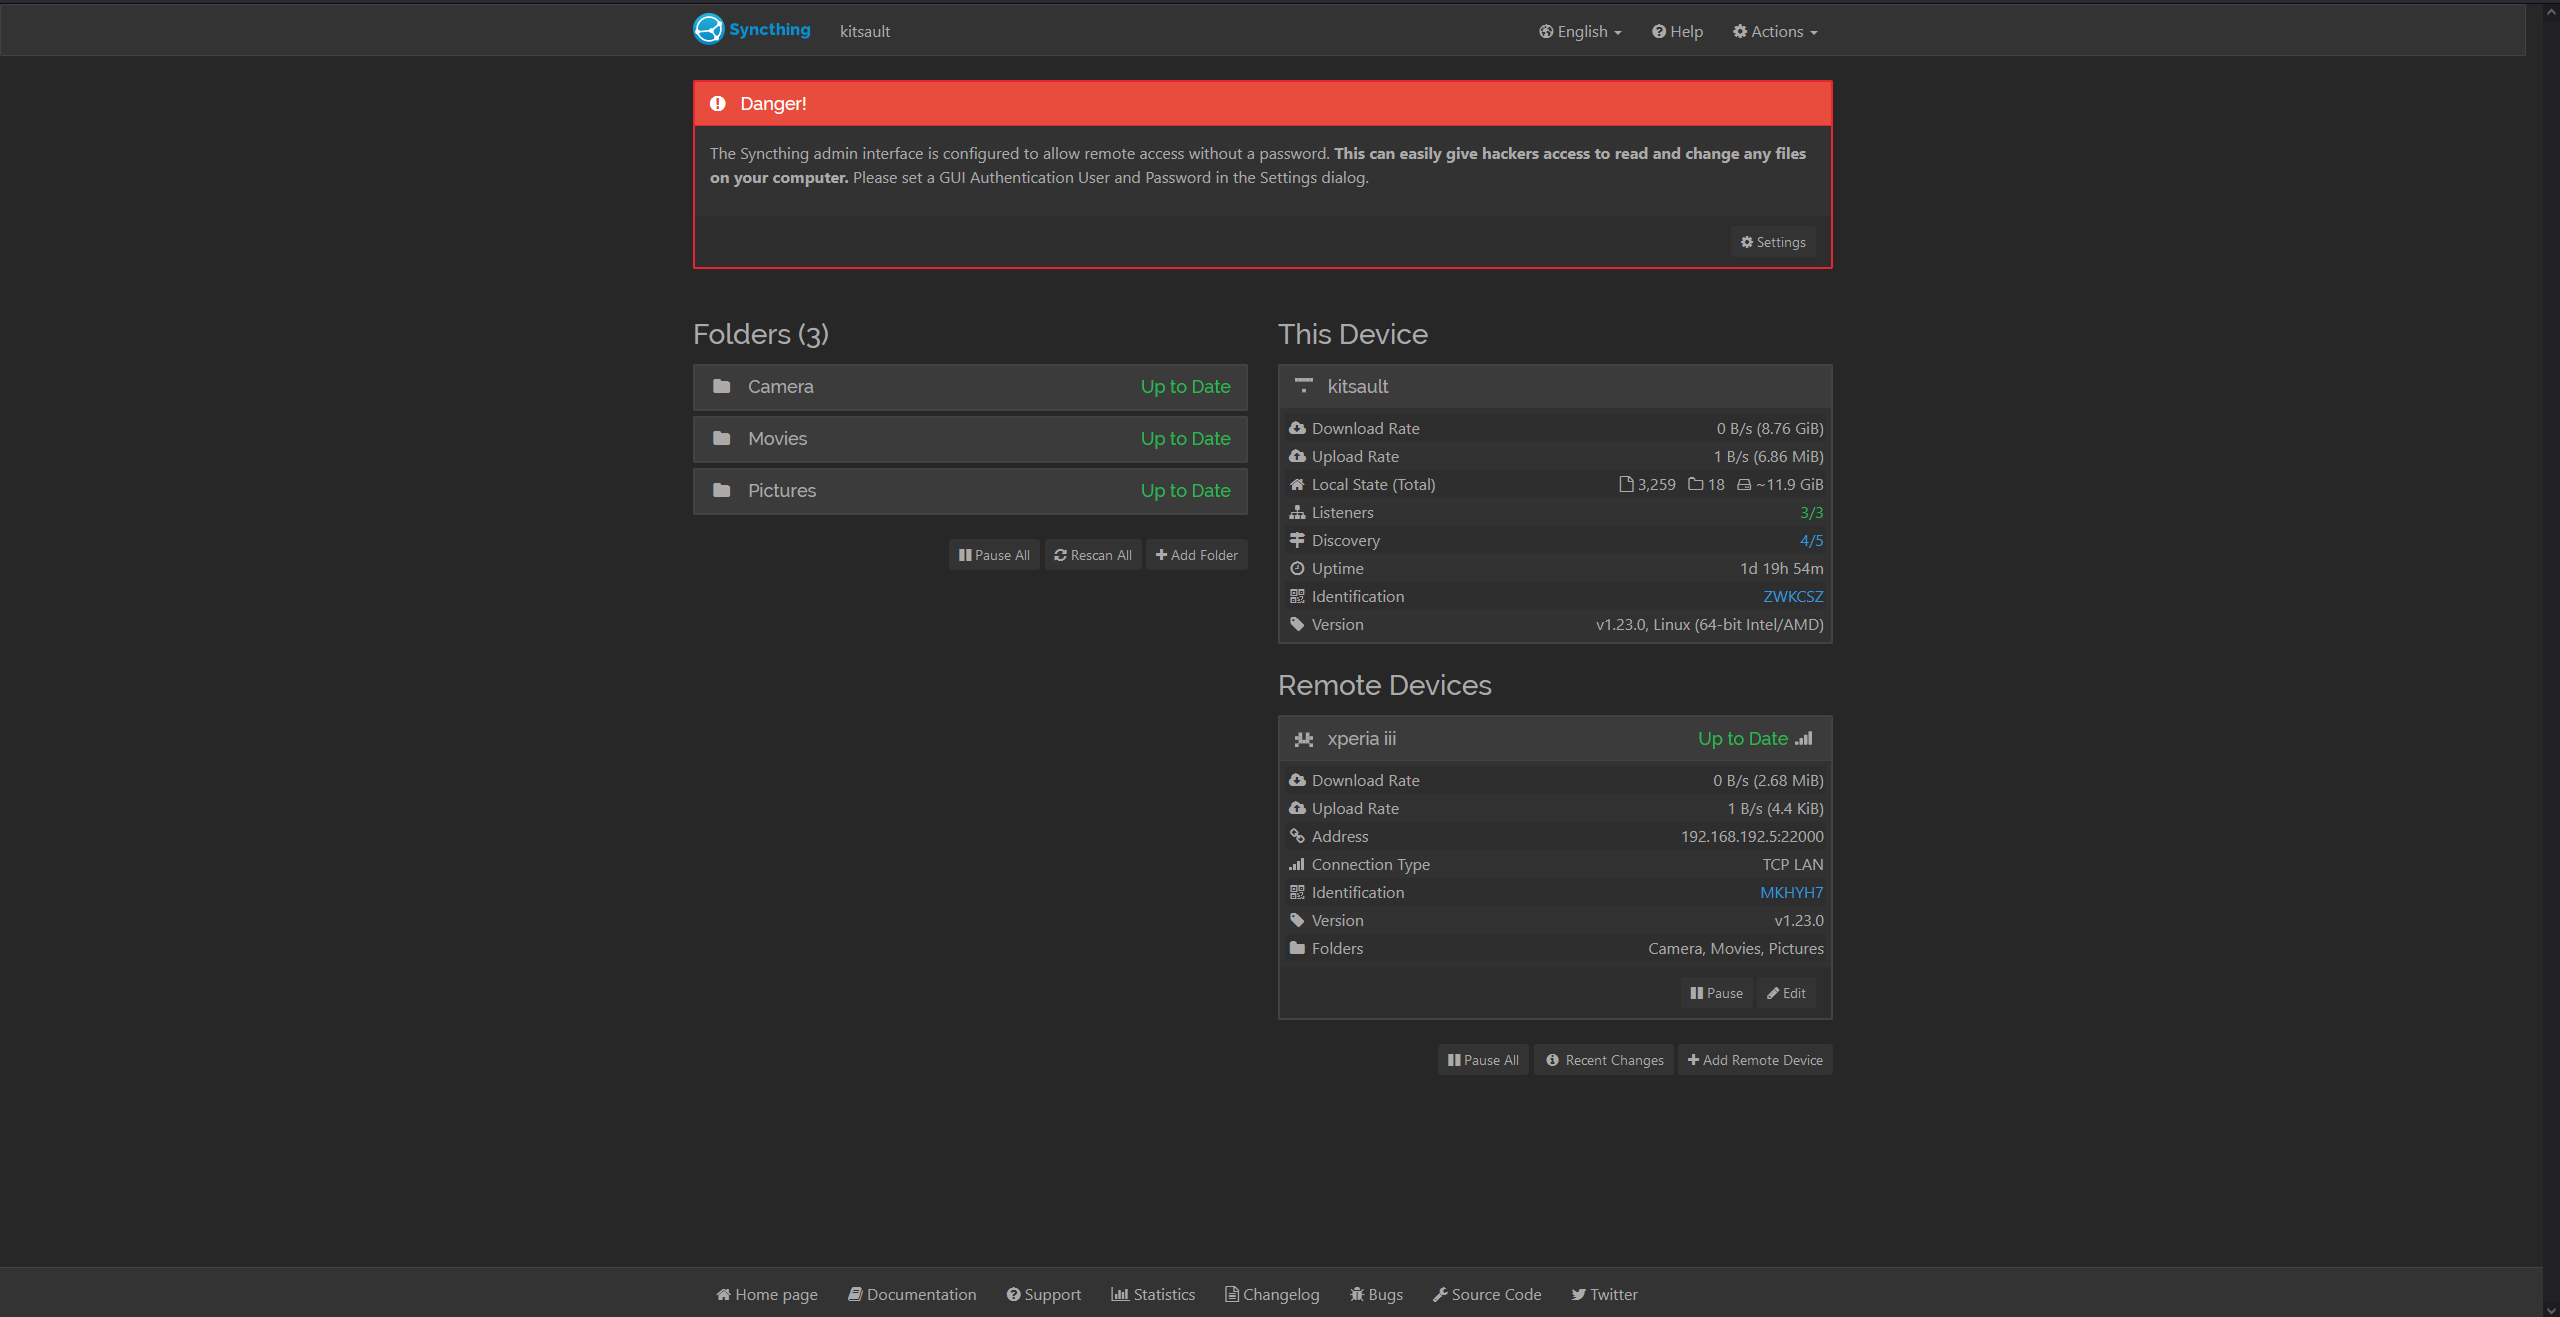 Syncthing kitsault English Help Actions
Danger!
The Syncthing admin interface is configured to allow remote access without a password. This can easily give hackers access to read and change any files
on your computer. Please set a GUI Authentication User and Password in the Settings dialog.
Settings
Folders (3)
Camera Up to Date
Movies Up to Date
Pictures Up to Date
Pause All Rescan All Add Folder
This Device
kitsault
Download Rate 0 B/s (8.76 GiB)
Upload Rate 1 B/s (6.86 MiB)
Local State (Total) 3,259 18 ~11.9 GiB
Listeners 3/3
Discovery 4/5
Uptime 1d 19h 54m
Identification ZWKCSZ
Version v1.23.0, Linux (64-bit Intel/AMD)
Remote Devices
xperia iii Up to Date
Download Rate 0 B/s (2.68 MiB)
Upload Rate 1 B/s (4.4 KiB)
Address 192.168.192.5:22000
Connection Type TCP LAN
Identification MKHYH7
Version v1.23.0
Folders Camera, Movies, Pictures
Pause Edit
Pause All Recent Changes Add Remote Device
Home page Documentation Support Statistics Changelog Bugs Source Code Twitter